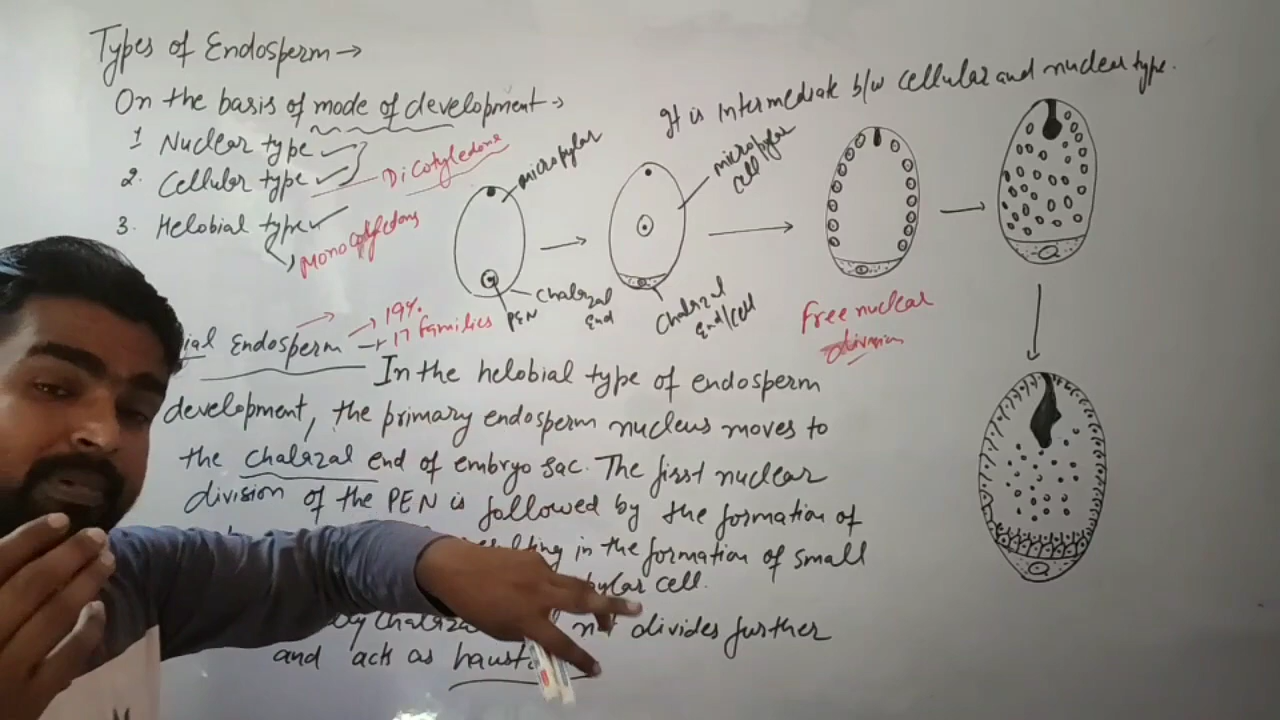 Types of Endosperm →
On the basis of mode of development →
1 Nuclear type
2. Cellular type
Dicotyledone
3. Helobial type
Monocotyledons
It is Intermediate b/w cellular and nuclear type.
micropylar
micropylar
cell
PEN
Chalazal
end
Chalazal
End/cell
free nuclear
division
ial Endosperm
19%
17 families
In the helobial type of endosperm
development, the primary endosperm nucleus moves to
the chalazal end of embryo sac. The first nuclear
division of the PEN is followed by the formation of
resulting in the formation of small
pylar cell.
divides further
and act as